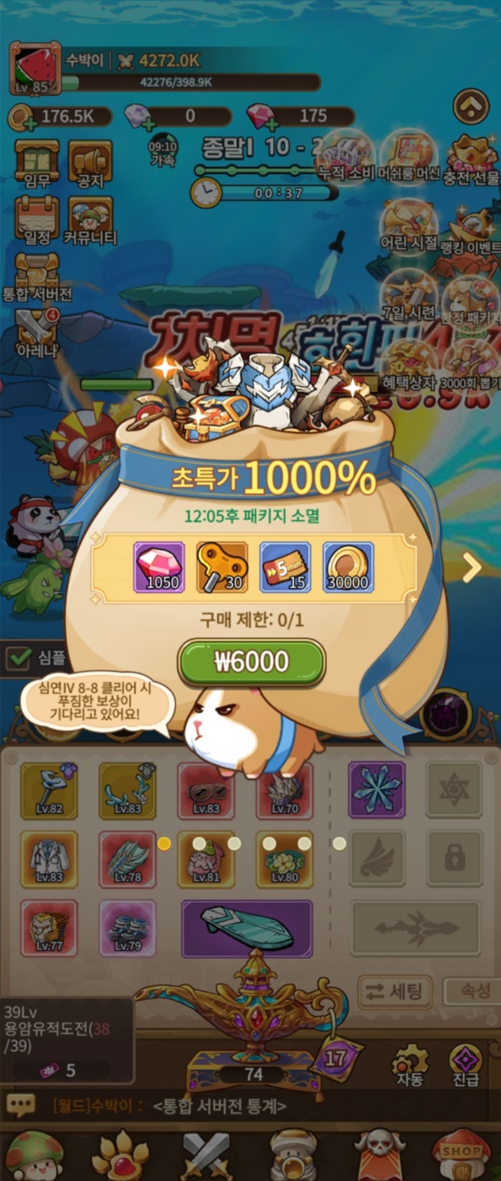 수박이 4272.0K
Lv 85
42276/398.9K
176.5K 0 175
임무 공지
09:10
가속
종말I 10 - 2
00:37
누적 소비 머쉬룸 머신 충전 선물
일정 커뮤니티
어린 시절 랭킹 이벤트
통합 서버전
7일 시련 한정 패키지
4
아레나
혜택상자 3000회 뽑기
초특가 1000%
12:05후 패키지 소멸
1050 30 5min 15 30000
구매 제한: 0/1
₩6000
심플
심연IV 8-8 클리어 시
푸짐한 보상이
기다리고 있어요!
Lv.82 Lv.83 Lv.83 Lv.70
Lv.83 Lv.78 Lv.81 Lv.80
Lv.77 Lv.79
세팅 속성
39Lv
용암유적도전(38
/39)
5
17
74
자동 진급
[월드]수박이 : <통합 서버전 통계>
SHOP